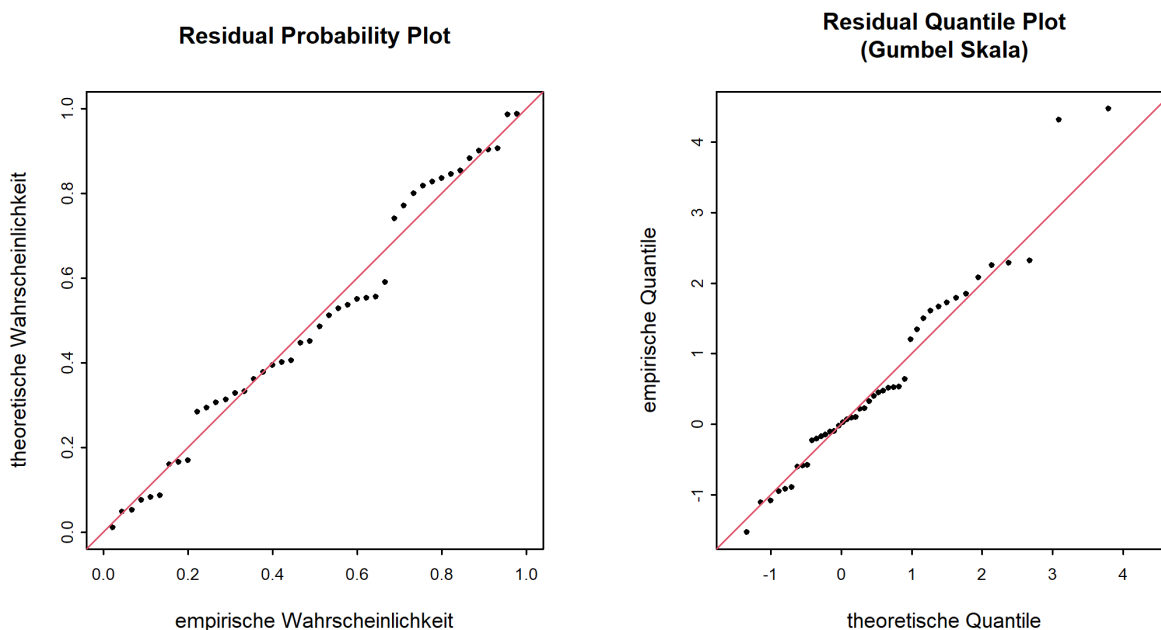 Residual Probability Plot
theoretische Wahrscheinlichkeit
0.0 0.2 0.4 0.6 0.8 1.0
0.0 0.2 0.4 0.6 0.8 1.0
empirische Wahrscheinlichkeit
Residual Quantile Plot
(Gumbel Skala)
empirische Quantile
-1 0 1 2 3 4
-1 0 1 2 3 4
theoretische Quantile